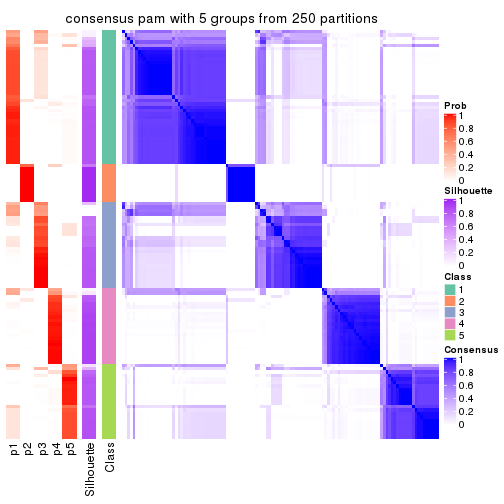 consensus pam with 5 groups from 250 partitions
Prob
1
0.8
0.6
0.4
0.2
0
Silhouette
1
0.8
0.6
0.4
0.2
0
Class
1
2
3
4
5
Consensus
1
0.8
0.6
0.4
0.2
0
p1
p2
p3
p4
p5
Silhouette
Class